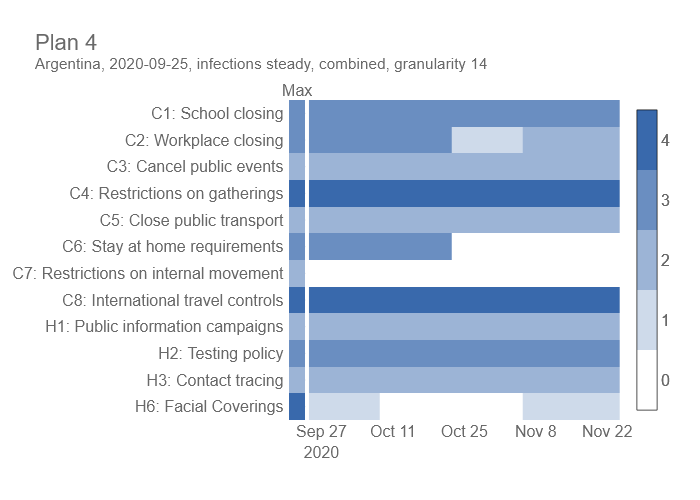 Plan 4
Argentina, 2020-09-25, infections steady, combined, granularity 14
Max
C1: School closing
C2: Workplace closing
C3: Cancel public events
C4: Restrictions on gatherings
C5: Close public transport
C6: Stay at home requirements
C7: Restrictions on internal movement
C8: International travel controls
H1: Public information campaigns
H2: Testing policy
H3: Contact tracing
H6: Facial Coverings
Sep 27 Oct 11 Oct 25 Nov 8 Nov 22
2020
4
3
2
1
0